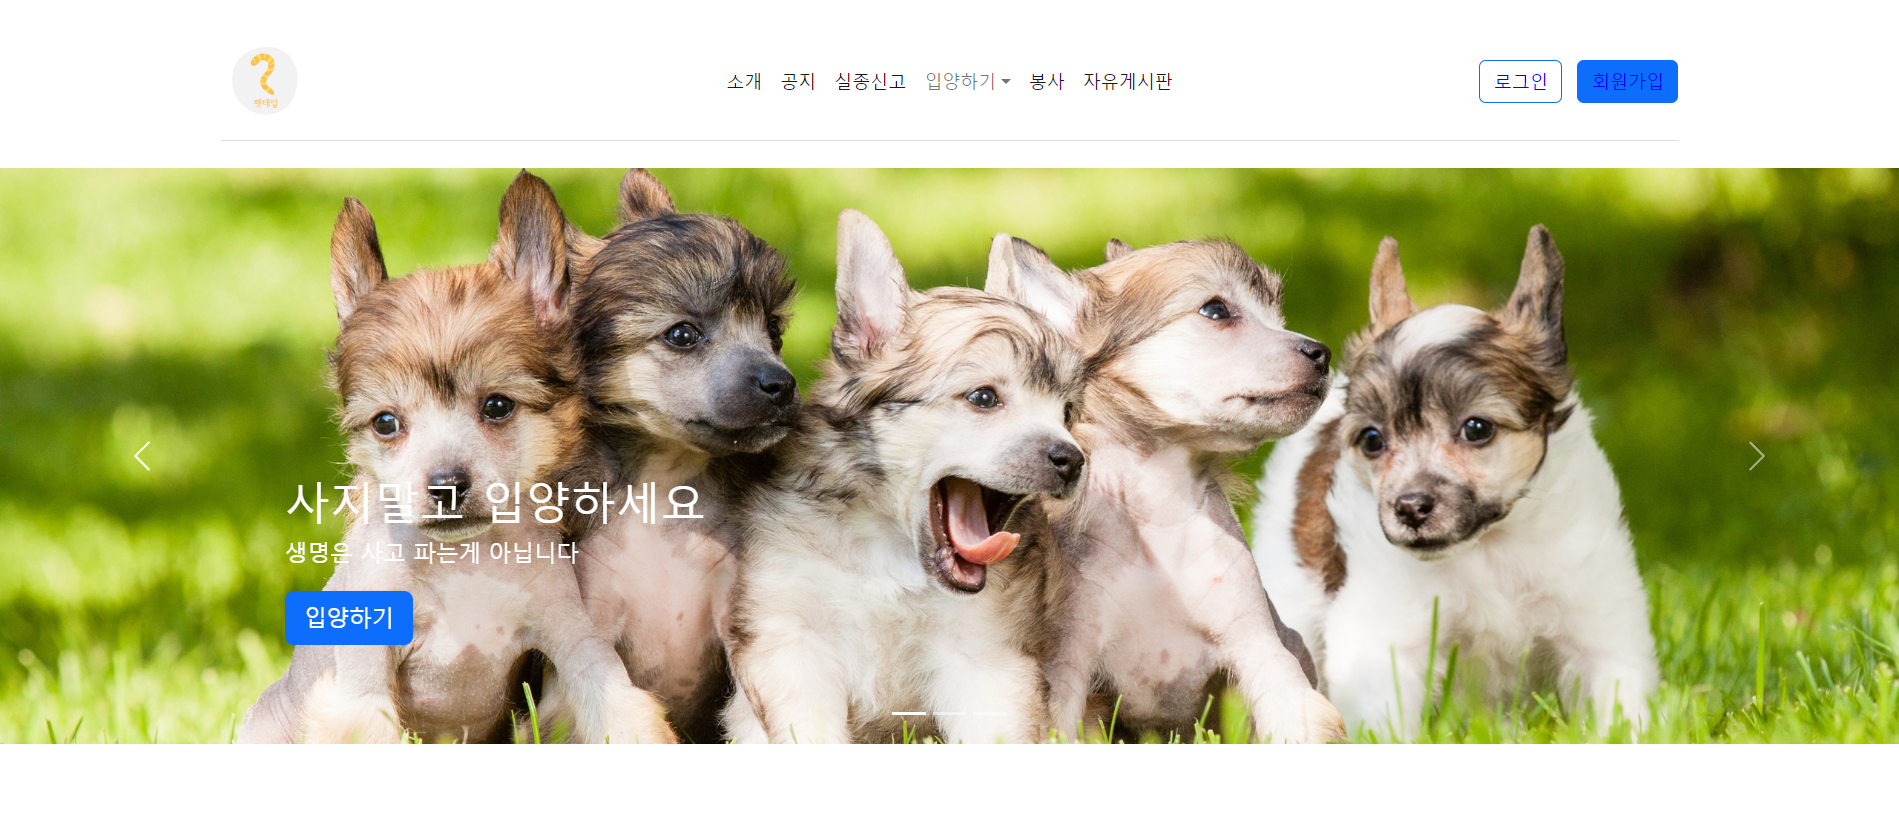 소개 공지 실종신고 입양하기 봉사 자유게시판
로그인 회원가입
사지말고 입양하세요
생명은 사고 파는게 아닙니다
입양하기